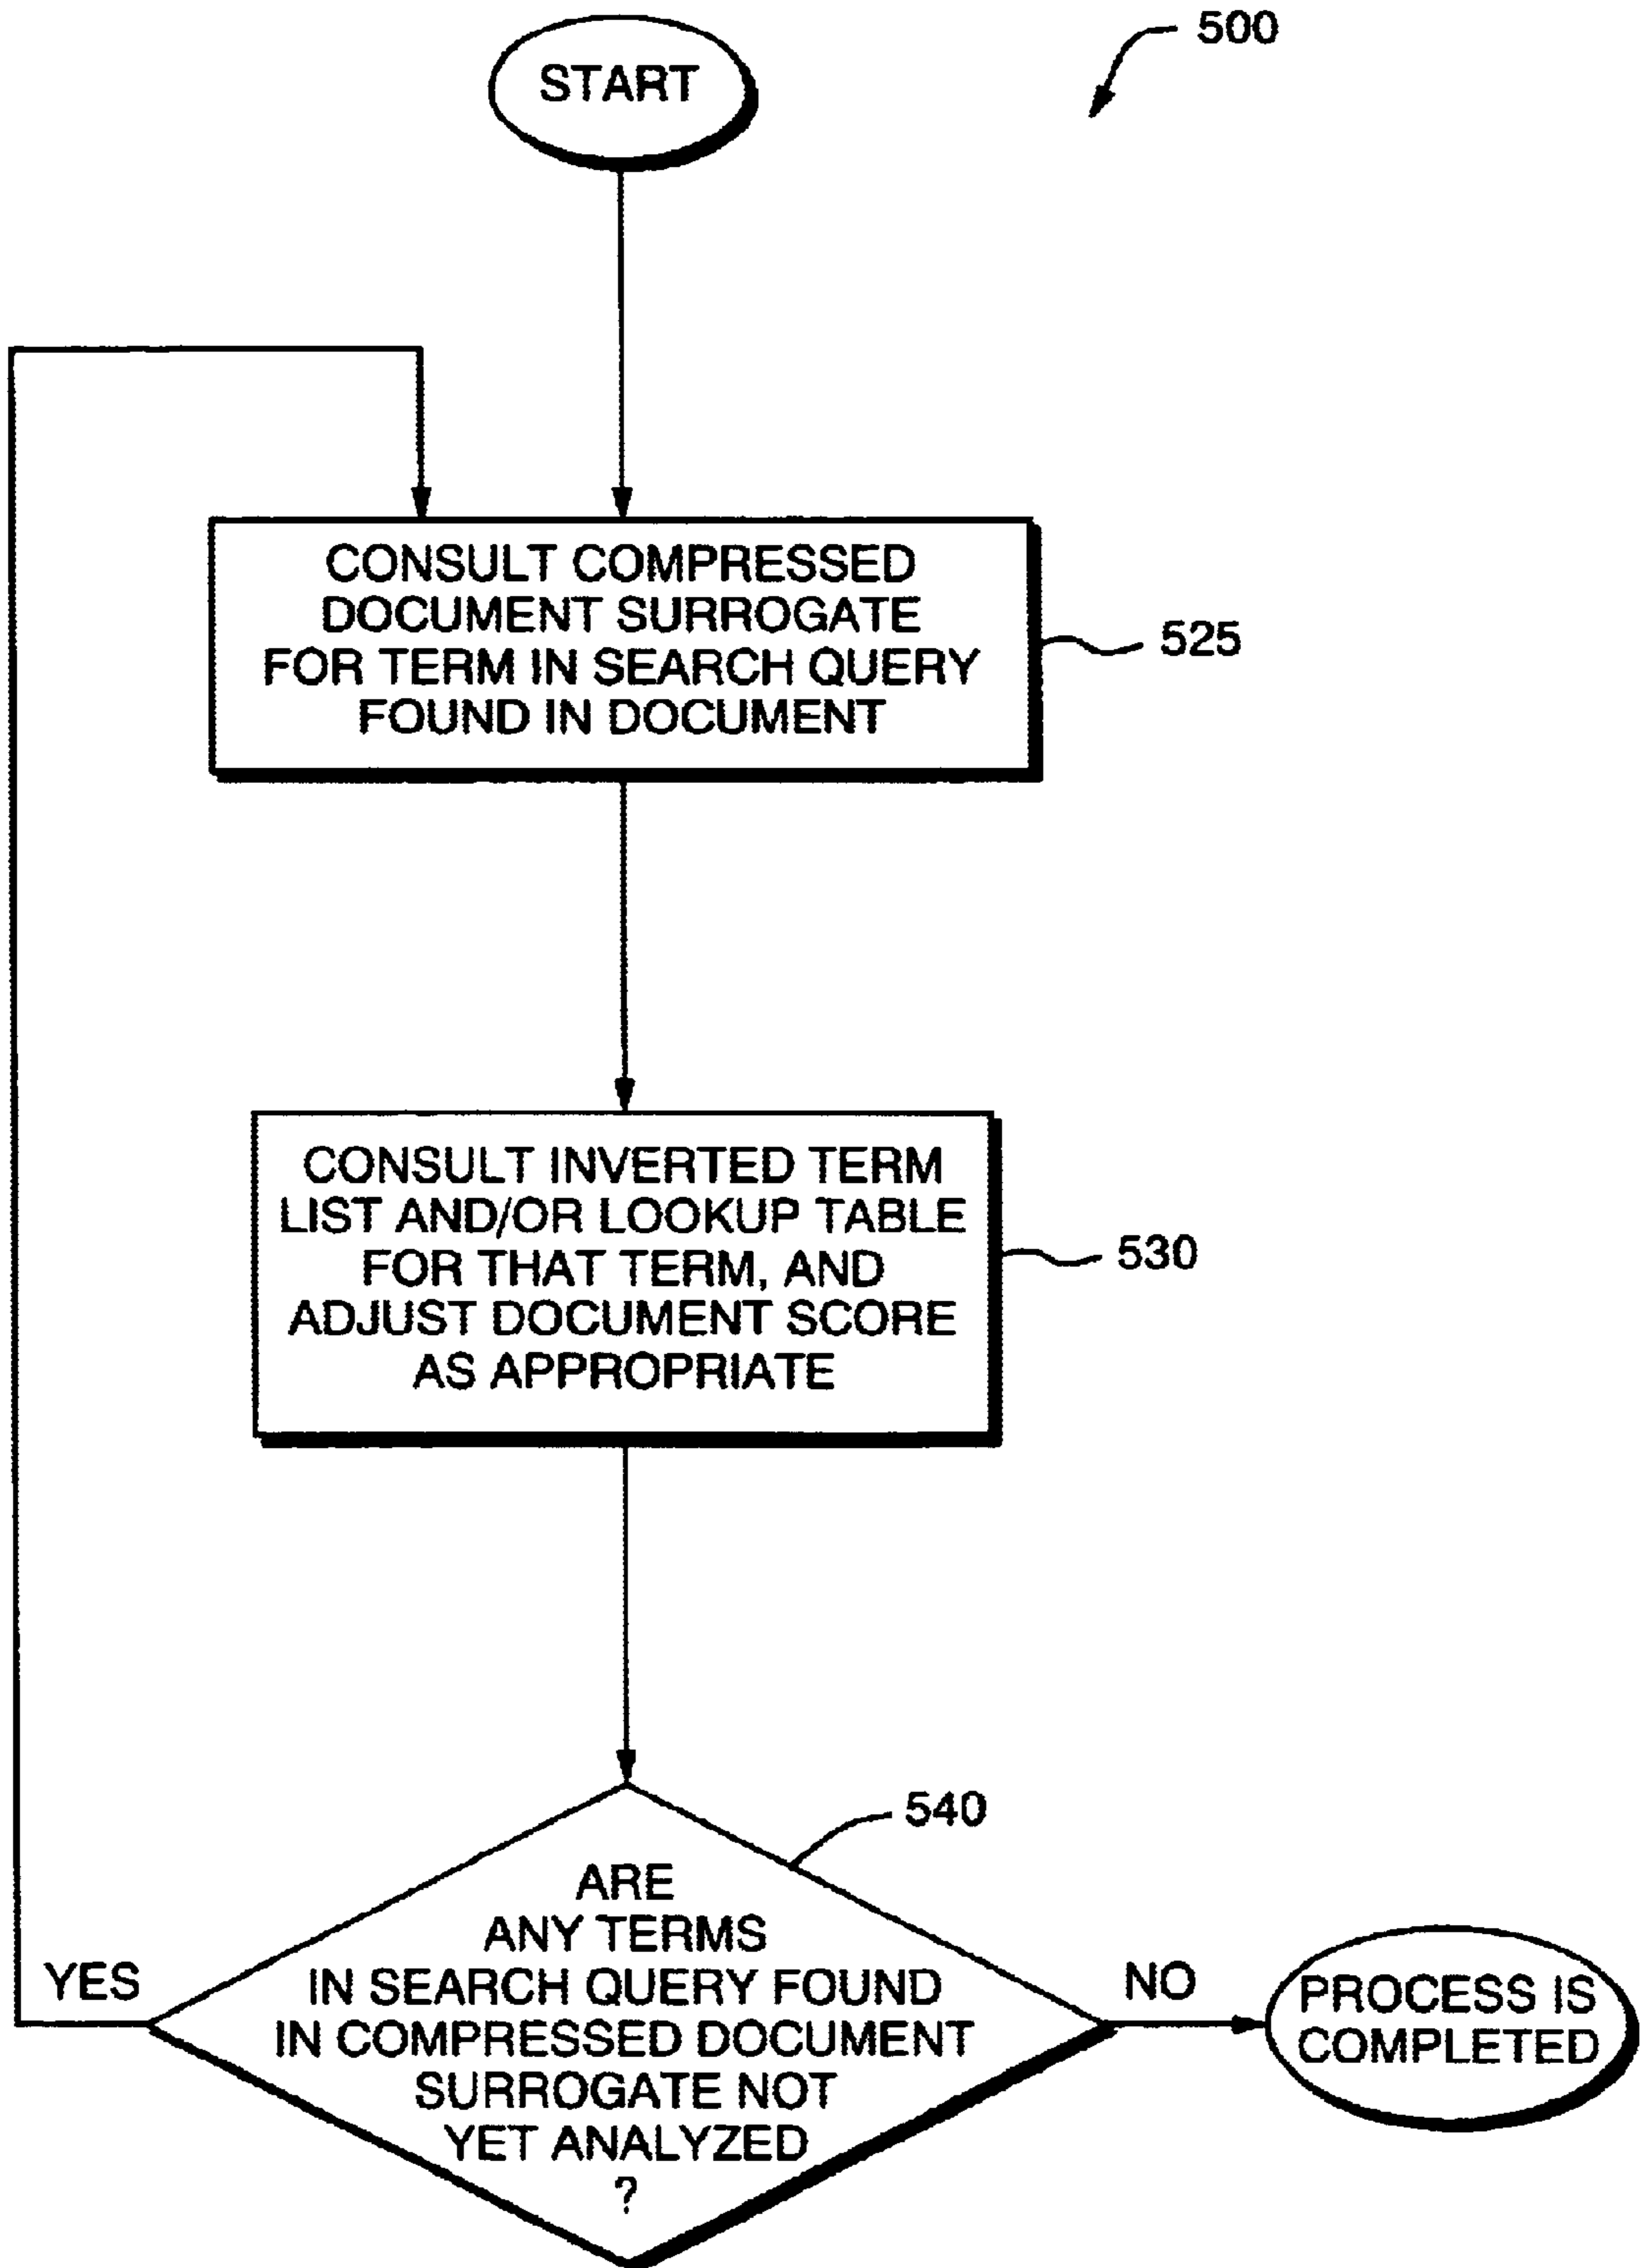 500
START
CONSULT COMPRESSED
DOCUMENT SURROGATE
FOR TERM IN SEARCH QUERY
FOUND IN DOCUMENT
525
CONSULT INVERTED TERM
LIST AND/OR LOOKUP TABLE
FOR THAT TERM, AND
ADJUST DOCUMENT SCORE
AS APPROPRIATE
530
540
ARE
ANY TERMS
IN SEARCH QUERY FOUND
IN COMPRESSED DOCUMENT
SURROGATE NOT
YET ANALYZED
?
YES
NO
PROCESS IS
COMPLETED